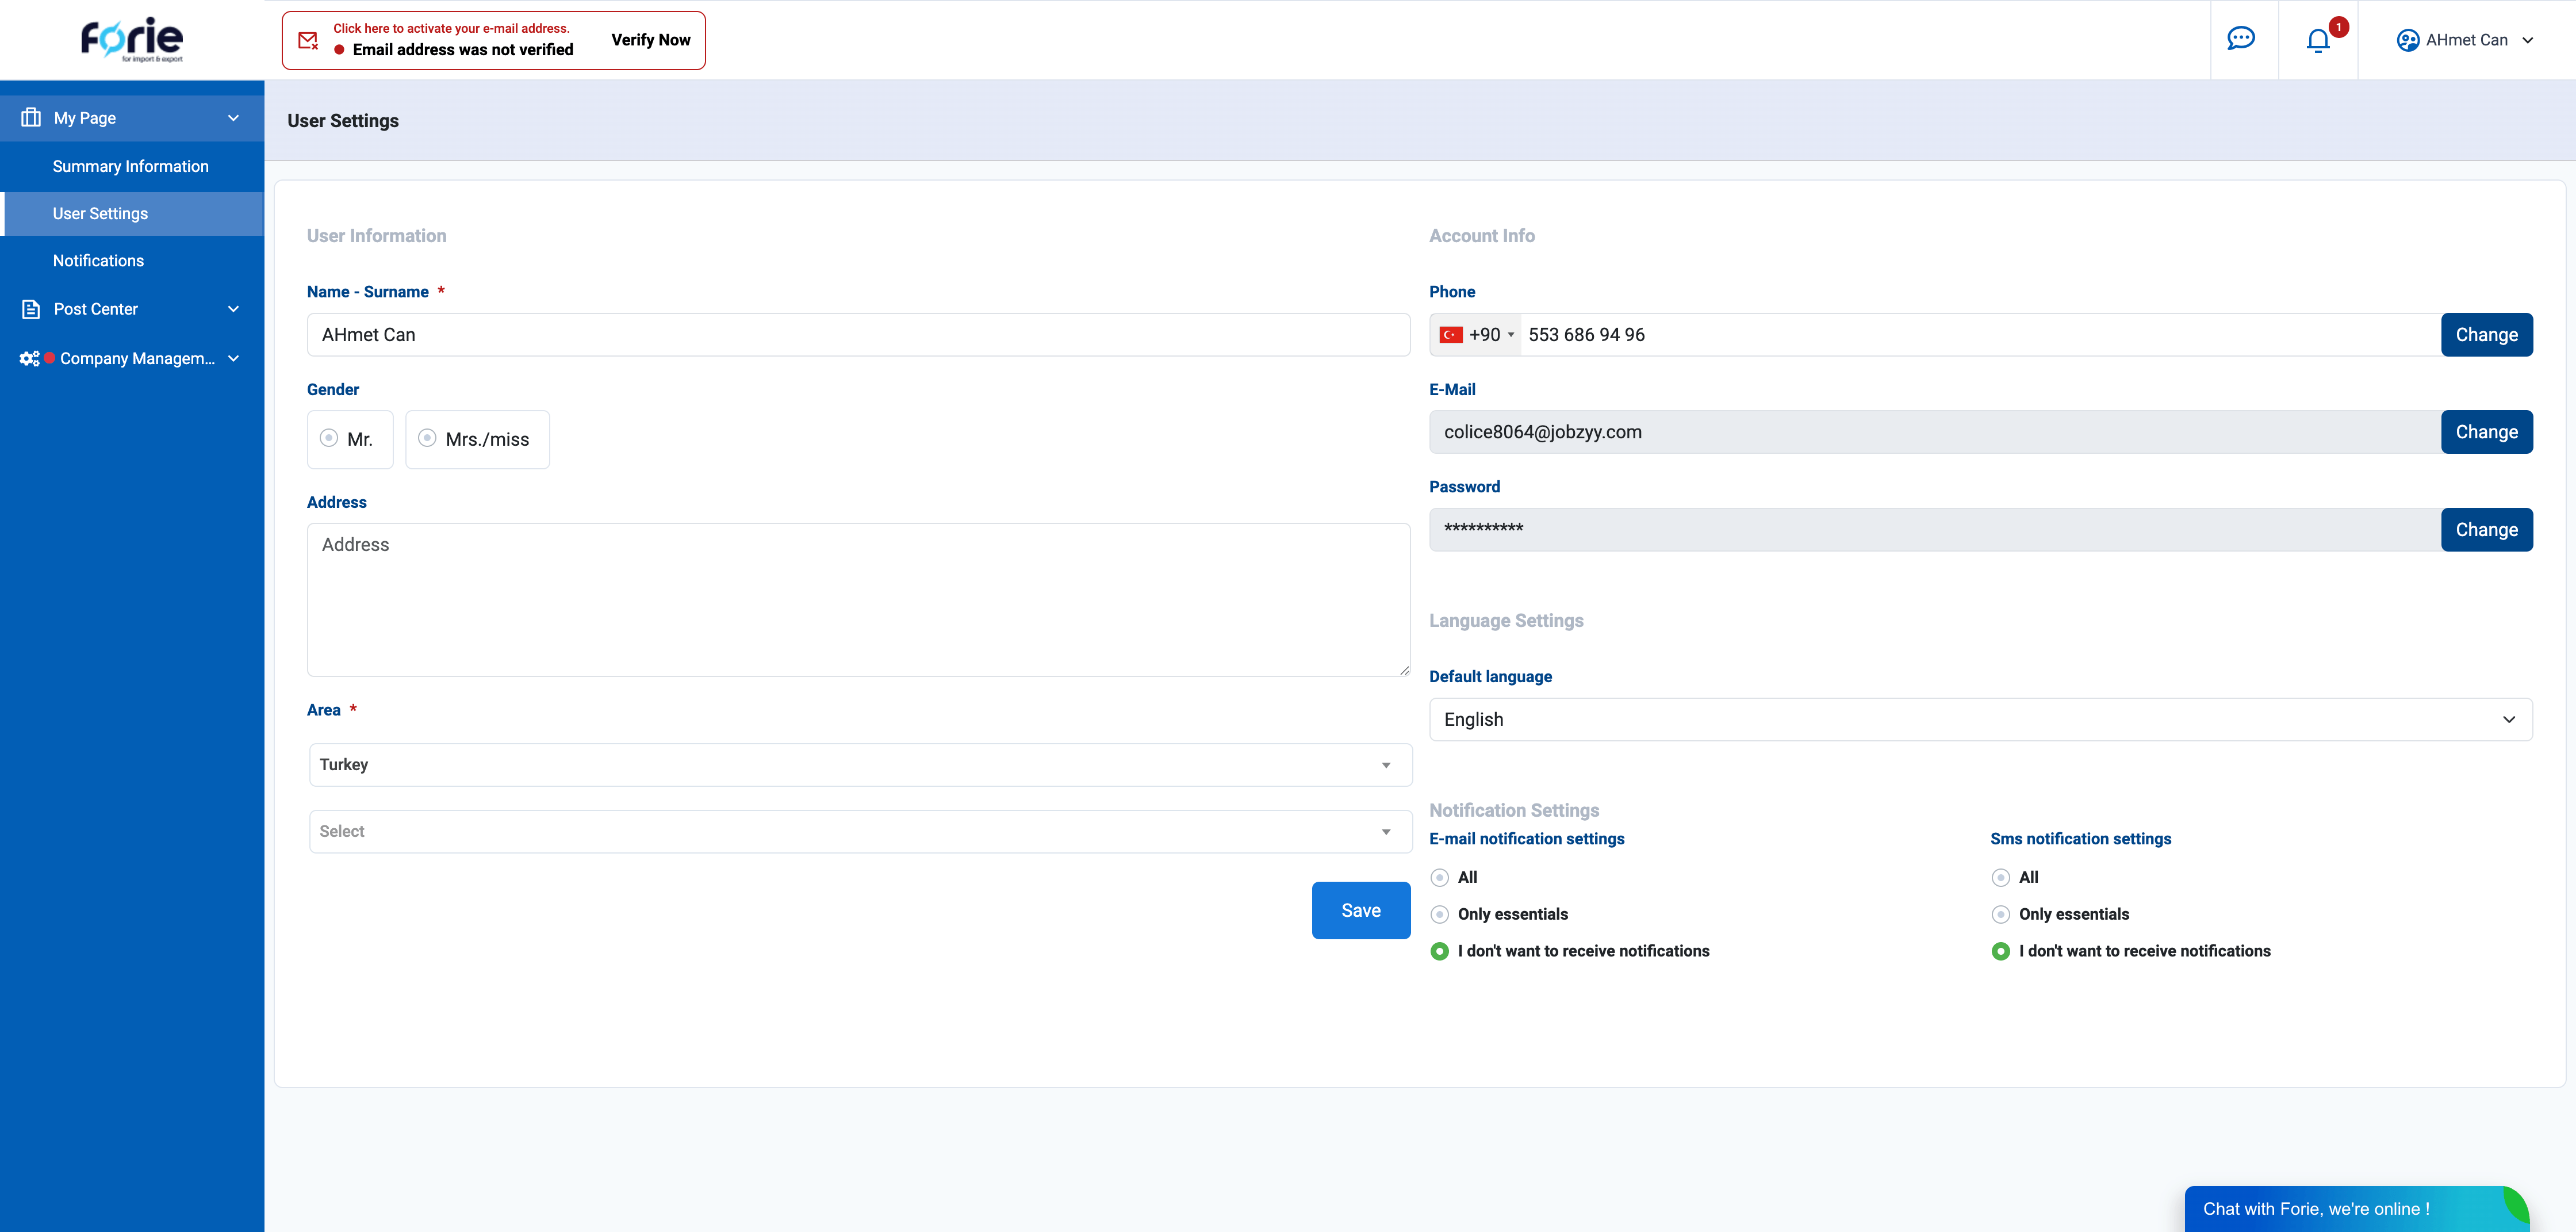 Forie
for import & export
Click here to activate your e-mail address.
Email address was not verified
Verify Now
1
AHmet Can
My Page
Summary Information
User Settings
Notifications
Post Center
Company Managem...
User Settings
User Information
Name - Surname *
AHmet Can
Gender
Mr.
Mrs./miss
Address
Address
Area *
Turkey
Select
Save
Account Info
Phone
+90
553 686 94 96
Change
E-Mail
colice8064@jobzyy.com
Change
Password
**********
Change
Language Settings
Default language
English
Notification Settings
E-mail notification settings
All
Only essentials
I don't want to receive notifications
Sms notification settings
All
Only essentials
I don't want to receive notifications
Chat with Forie, we're online !